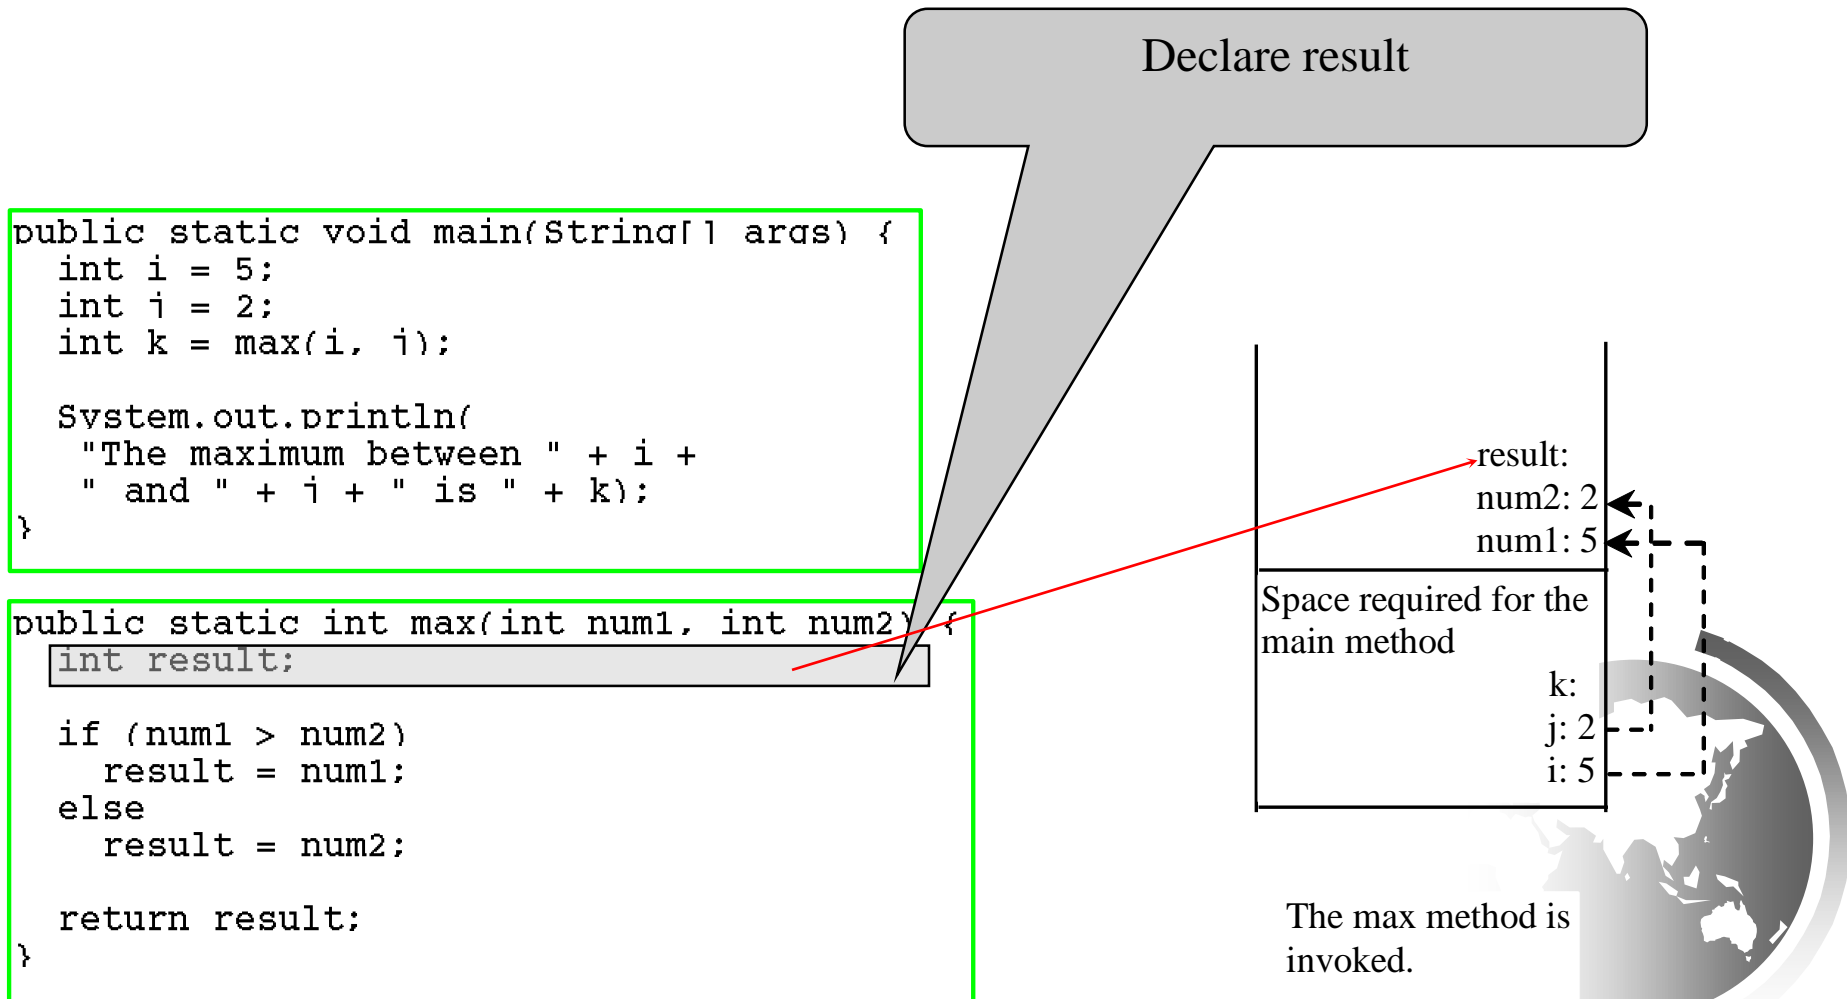 Declare result
public static void main(String[] args) {
  int i = 5;
  int j = 2;
  int k = max(i, j);
  System.out.println(
   "The maximum between " + i +
   " and " + j + " is " + k);
}
public static int max(int num1, int num2) {
  int result;
  if (num1 > num2)
    result = num1;
  else
    result = num2;
  return result;
}
result:
num2: 2
num1: 5
Space required for the
main method
k:
j: 2
i: 5
The max method is
invoked.